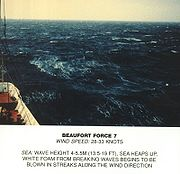 BEAUFORT FORCE 7
WIND SPEED: 28-33 KNOTS
SEA: WAVE HEIGHT 4-5.5M (13.5-19 FT), SEA HEAPS UP,
WHITE FOAM FROM BREAKING WAVES BEGINS TO BE
BLOWN IN STREAKS ALONG THE WIND DIRECTION